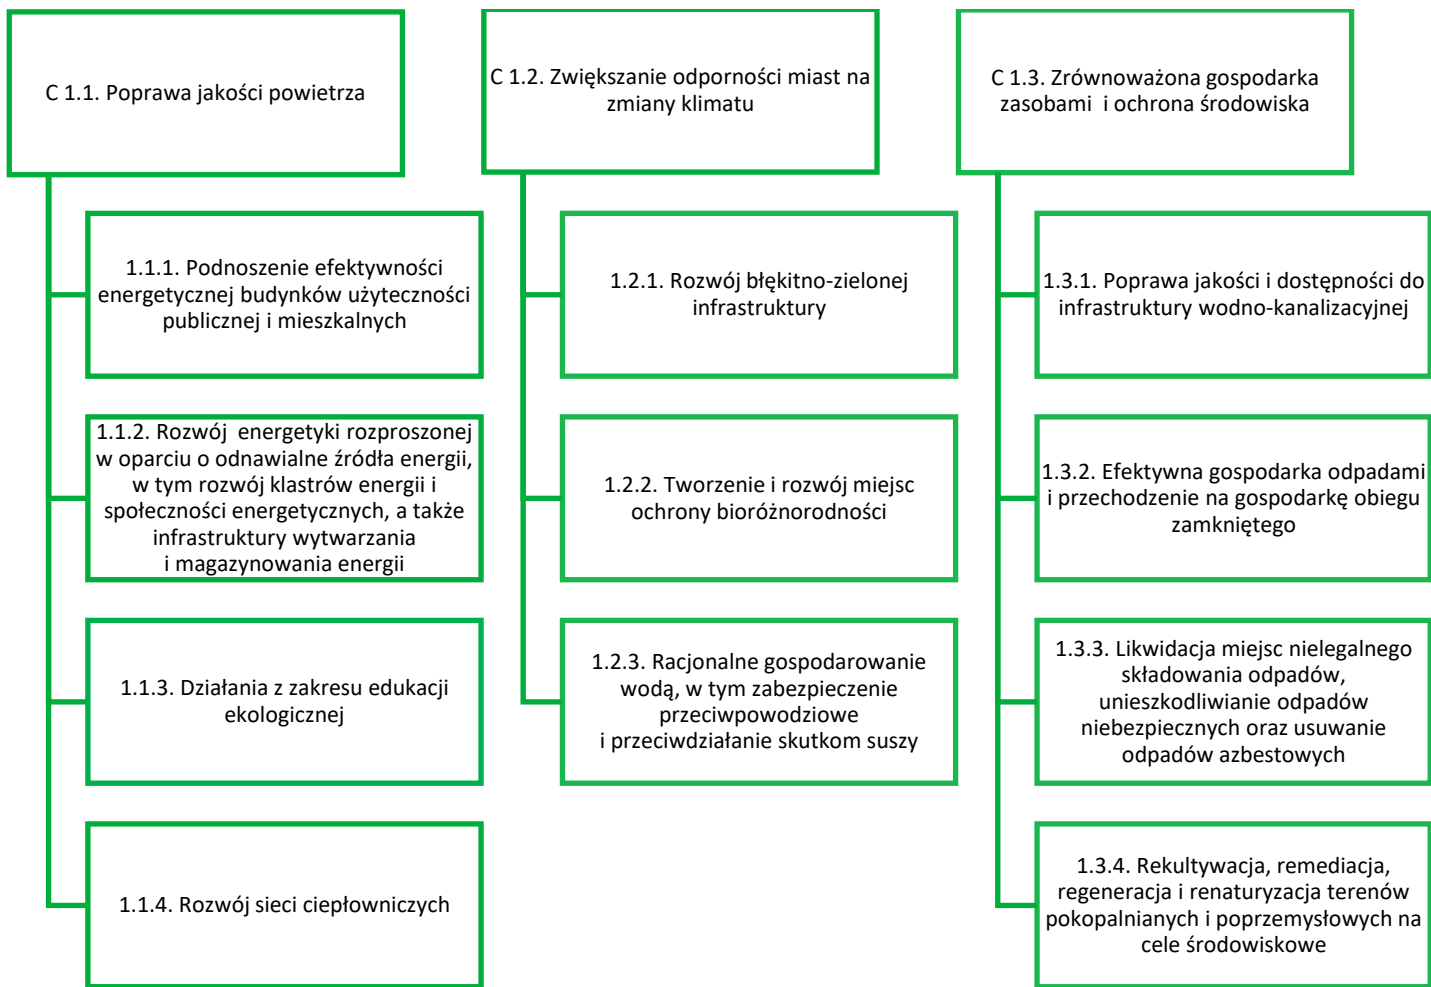 C 1.1. Poprawa jakości powietrza
1.1.1. Podnoszenie efektywności
energetycznej budynków użyteczności
publicznej i mieszkalnych
1.1.2. Rozwój  energetyki rozproszonej
w oparciu o odnawialne źródła energii,
w tym rozwój klastrów energii i
społeczności energetycznych, a także
infrastruktury wytwarzania
i magazynowania energii
1.1.3. Działania z zakresu edukacji
ekologicznej
1.1.4. Rozwój sieci ciepłowniczych
C 1.2. Zwiększanie odporności miast na
zmiany klimatu
1.2.1. Rozwój błękitno-zielonej
infrastruktury
1.2.2. Tworzenie i rozwój miejsc
ochrony bioróżnorodności
1.2.3. Racjonalne gospodarowanie
wodą, w tym zabezpieczenie
przeciwpowodziowe
i przeciwdziałanie skutkom suszy
C 1.3. Zrównoważona gospodarka
zasobami  i ochrona środowiska
1.3.1. Poprawa jakości i dostępności do
infrastruktury wodno-kanalizacyjnej
1.3.2. Efektywna gospodarka odpadami
i przechodzenie na gospodarkę obiegu
zamkniętego
1.3.3. Likwidacja miejsc nielegalnego
składowania odpadów,
unieszkodliwianie odpadów
niebezpiecznych oraz usuwanie
odpadów azbestowych
1.3.4. Rekultywacja, remediacja,
regeneracja i renaturyzacja terenów
pokopalnianych i poprzemysłowych na
cele środowiskowe